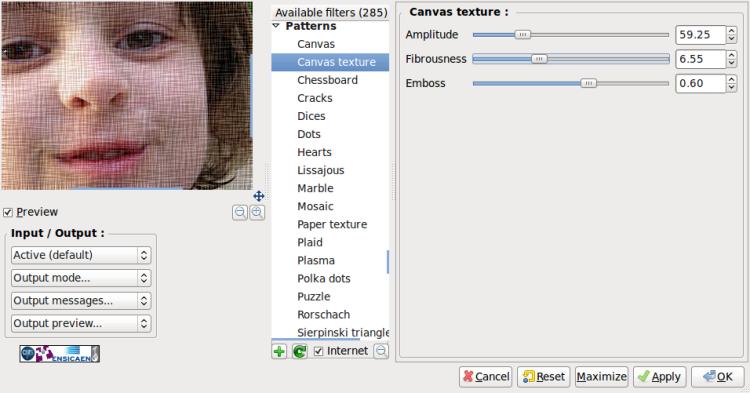 Preview
Input / Output :
Active (default)
Output mode...
Output messages...
Output preview...
ENSICAEN
Available filters (285)
Patterns
Canvas
Canvas texture
Chessboard
Cracks
Dices
Dots
Hearts
Lissajous
Marble
Mosaic
Paper texture
Plaid
Plasma
Polka dots
Puzzle
Rorschach
Sierpinski triangle
Internet
Canvas texture :
Amplitude 59.25
Fibrousness 6.55
Emboss 0.60
Cancel Reset Maximize Apply OK